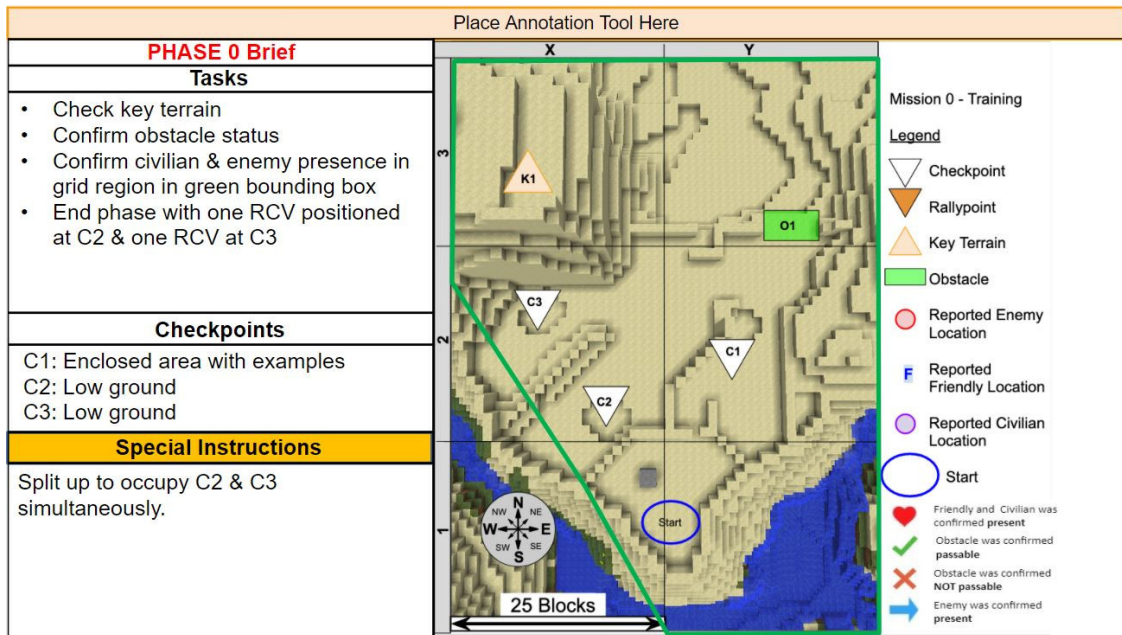 Place Annotation Tool Here
PHASE 0 Brief
Tasks
• Check key terrain
• Confirm obstacle status
• Confirm civilian & enemy presence in
grid region in green bounding box
• End phase with one RCV positioned
at C2 & one RCV at C3
Checkpoints
C1: Enclosed area with examples
C2: Low ground
C3: Low ground
Special Instructions
Split up to occupy C2 & C3
simultaneously.
X
Y
3
2
1
K1
O1
C3
C1
C2
Start
N
NW
NE
W
E
SW
SE
S
25 Blocks
Mission 0 - Training
Legend
Checkpoint
Rallypoint
Key Terrain
Obstacle
Reported Enemy
Location
F
Reported
Friendly Location
Reported Civilian
Location
Start
Friendly and Civilian was
confirmed present
Obstacle was confirmed
passable
Obstacle was confirmed
NOT passable
Enemy was confirmed
present